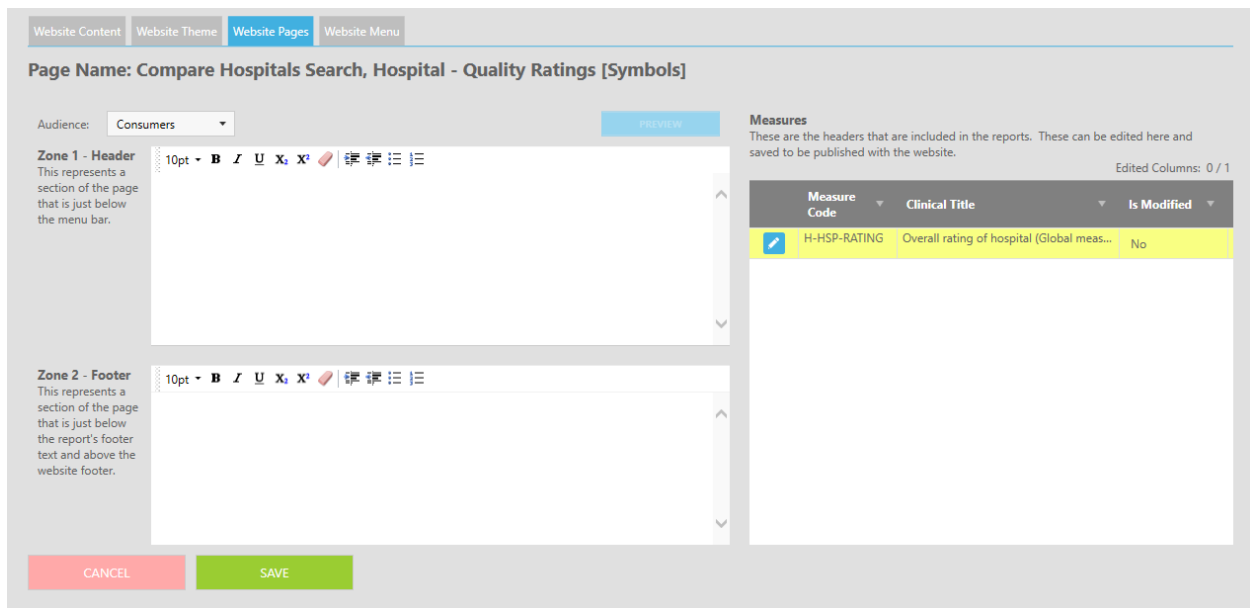 Website Content Website Theme Website Pages Website Menu
Page Name: Compare Hospitals Search, Hospital - Quality Ratings [Symbols]
Audience: Consumers PREVIEW
Zone 1 - Header
This represents a
section of the page
that is just below
the menu bar.
10pt B I U X₂ X²
Zone 2 - Footer
This represents a
section of the page
that is just below
the report's footer
text and above the
website footer.
10pt B I U X₂ X²
Measures
These are the headers that are included in the reports. These can be edited here and
saved to be published with the website.
Edited Columns: 0 / 1
Measure
Code Clinical Title Is Modified
H-HSP-RATING Overall rating of hospital (Global meas... No
CANCEL SAVE